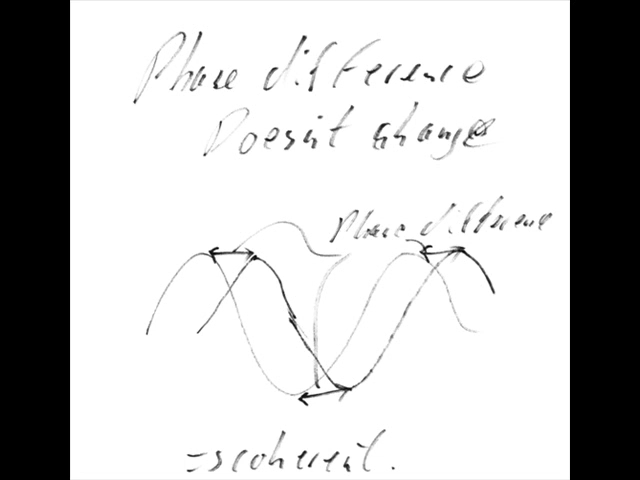 Phase difference
Doesn't change
Phase difference
=> coherent.